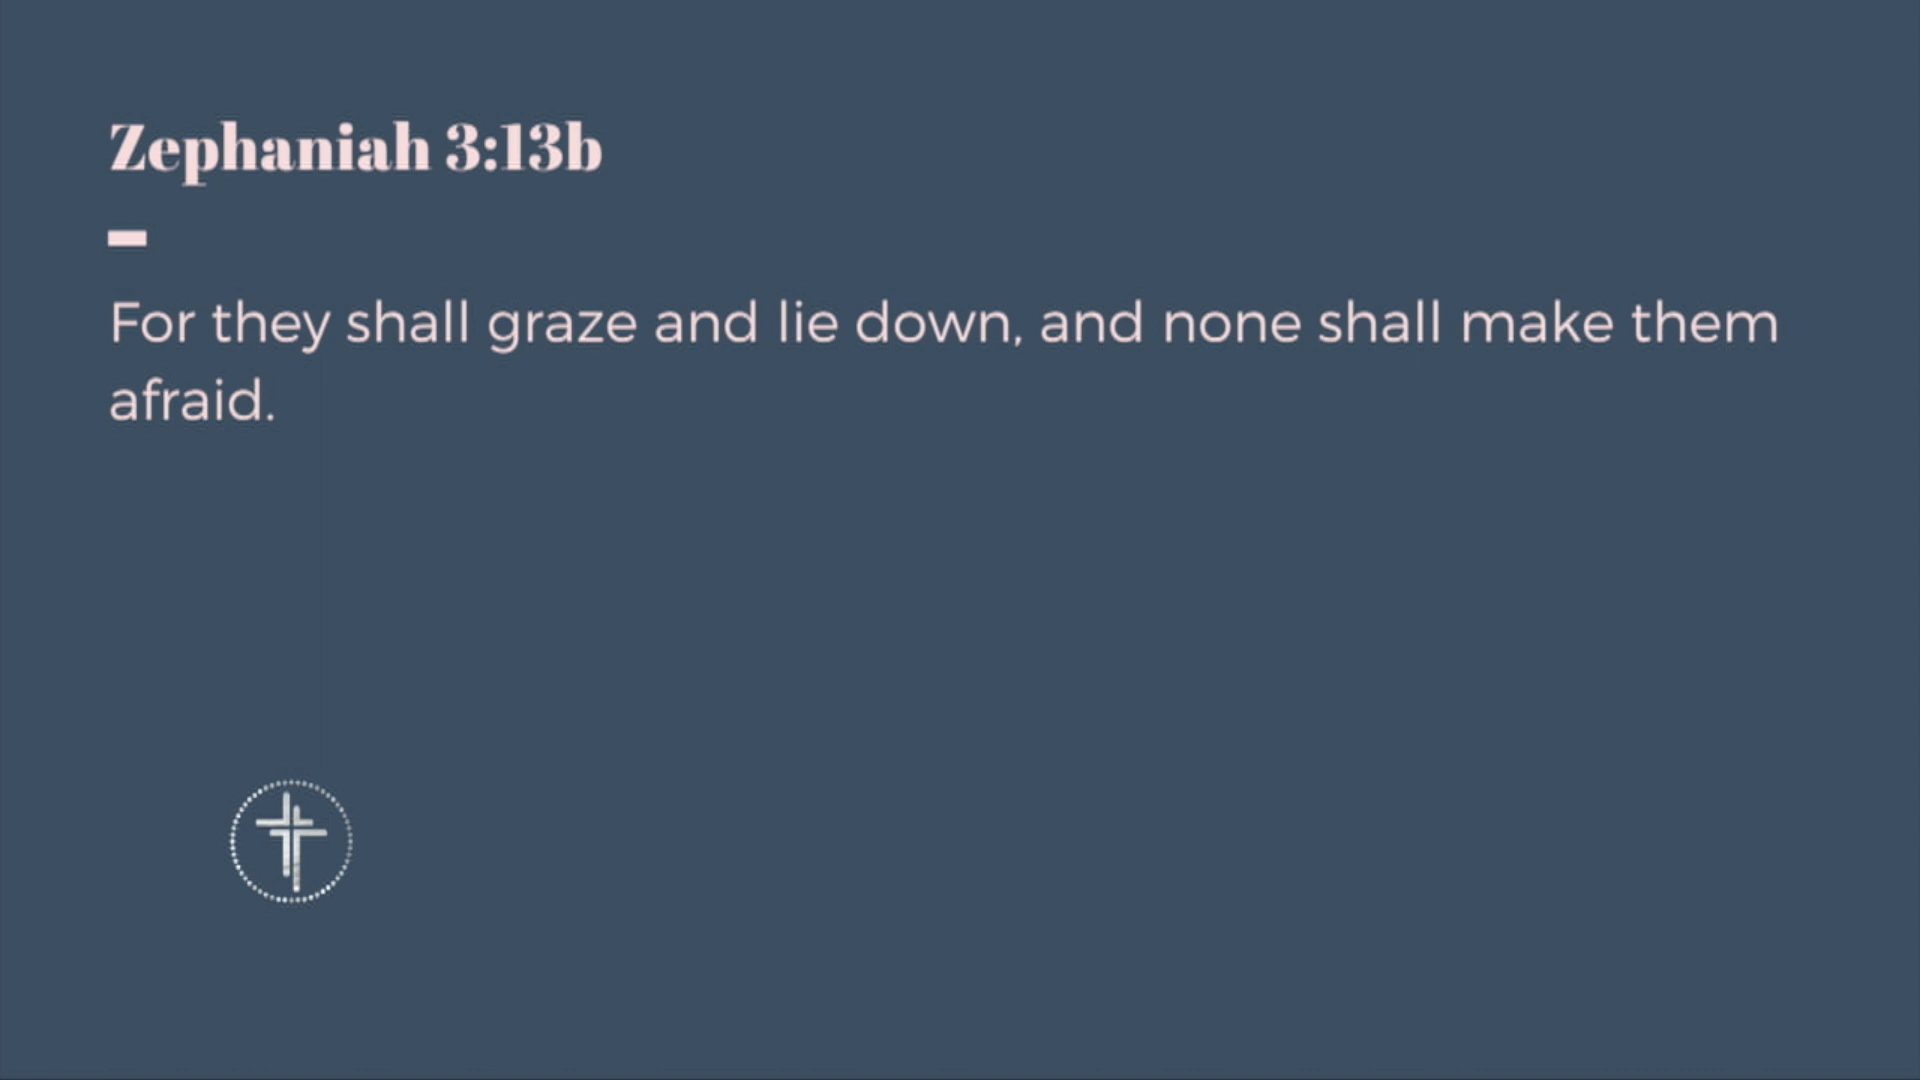 Zephaniah 3:13b
For they shall graze and lie down, and none shall make them
afraid.